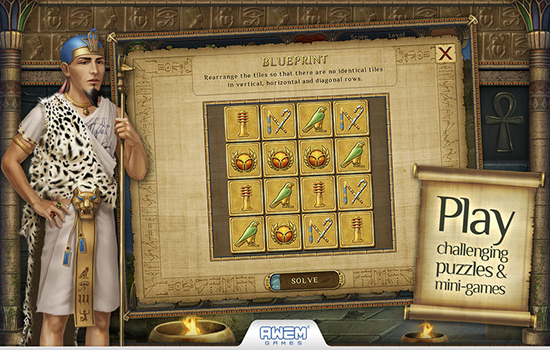 Level
BLUEPRINT
Rearrange the tiles so that there are no identical tiles
in vertical, horizontal and diagonal rows.
SOLVE
Play
challenging
puzzles &
mini-games
AWEM
GAMES